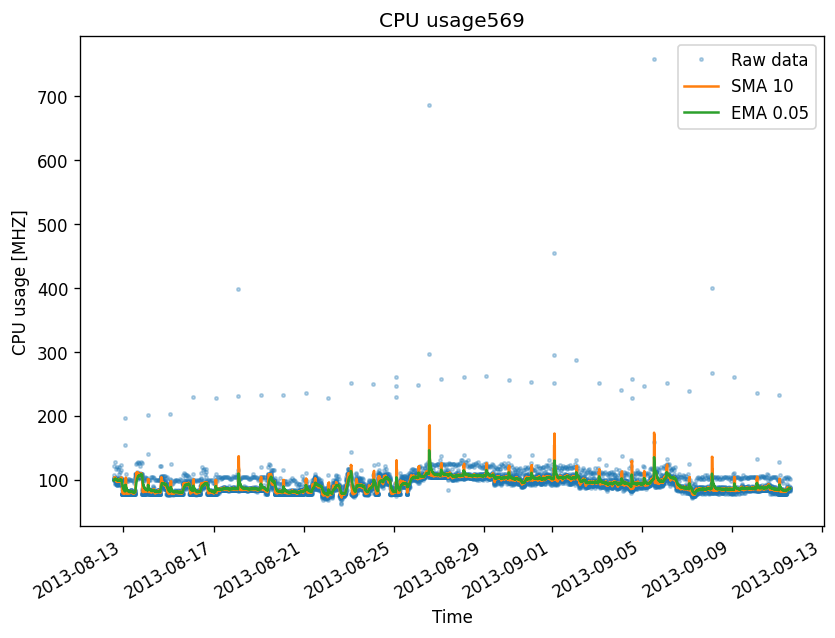 CPU usage569
Raw data
SMA 10
EMA 0.05
CPU usage [MHZ]
700
600
500
400
300
200
100
2013-08-13
2013-08-17
2013-08-21
2013-08-25
2013-08-29
2013-09-01
2013-09-05
2013-09-09
2013-09-13
Time